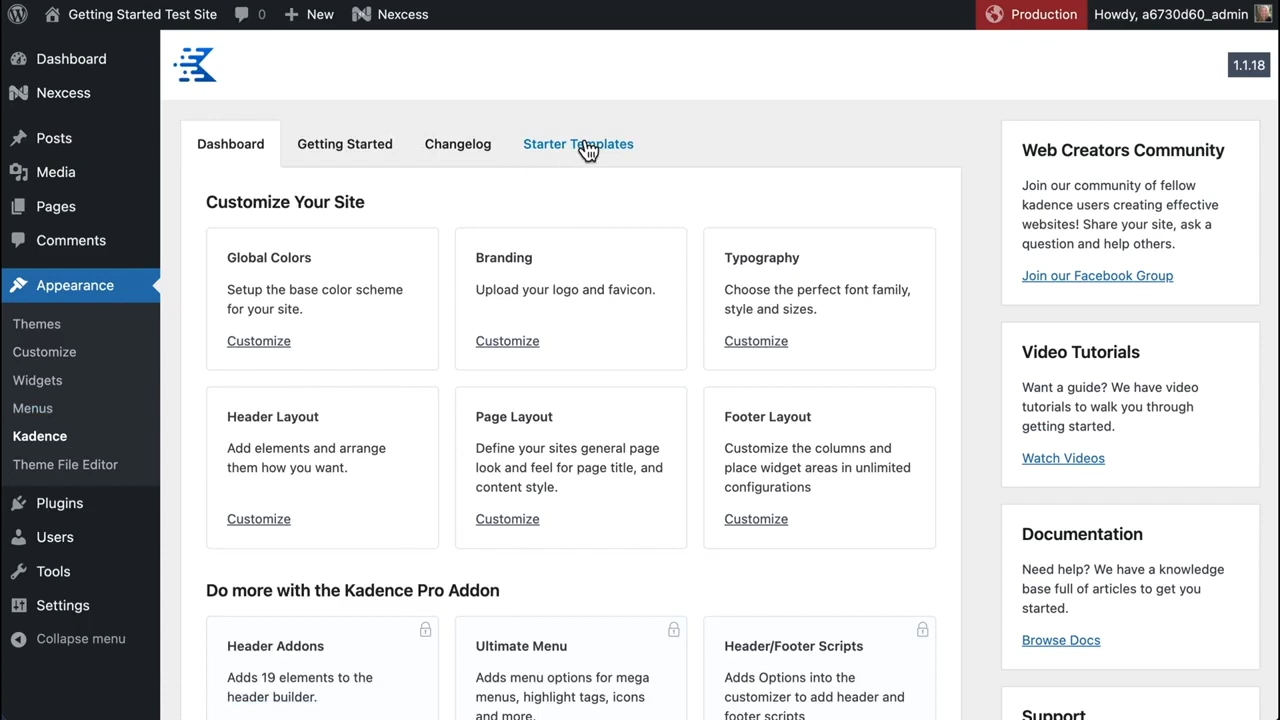 Getting Started Test Site 0 New Nexcess Production Howdy, a6730d60_admin
Dashboard
Nexcess
Posts
Media
Pages
Comments
Appearance
Themes
Customize
Widgets
Menus
Kadence
Theme File Editor
Plugins
Users
Tools
Settings
Collapse menu
1.1.18
Dashboard Getting Started Changelog Starter Templates
Customize Your Site
Global Colors
Setup the base color scheme
for your site.
Customize
Branding
Upload your logo and favicon.
Customize
Typography
Choose the perfect font family,
style and sizes.
Customize
Header Layout
Add elements and arrange
them how you want.
Customize
Page Layout
Define your sites general page
look and feel for page title, and
content style.
Customize
Footer Layout
Customize the columns and
place widget areas in unlimited
configurations
Customize
Do more with the Kadence Pro Addon
Header Addons
Adds 19 elements to the
header builder.
Ultimate Menu
Adds menu options for mega
menus, highlight tags, icons
and more.
Header/Footer Scripts
Adds Options into the
customizer to add header and
footer scripts
Web Creators Community
Join our community of fellow
kadence users creating effective
websites! Share your site, ask a
question and help others.
Join our Facebook Group
Video Tutorials
Want a guide? We have video
tutorials to walk you through
getting started.
Watch Videos
Documentation
Need help? We have a knowledge
base full of articles to get you
started.
Browse Docs
Support